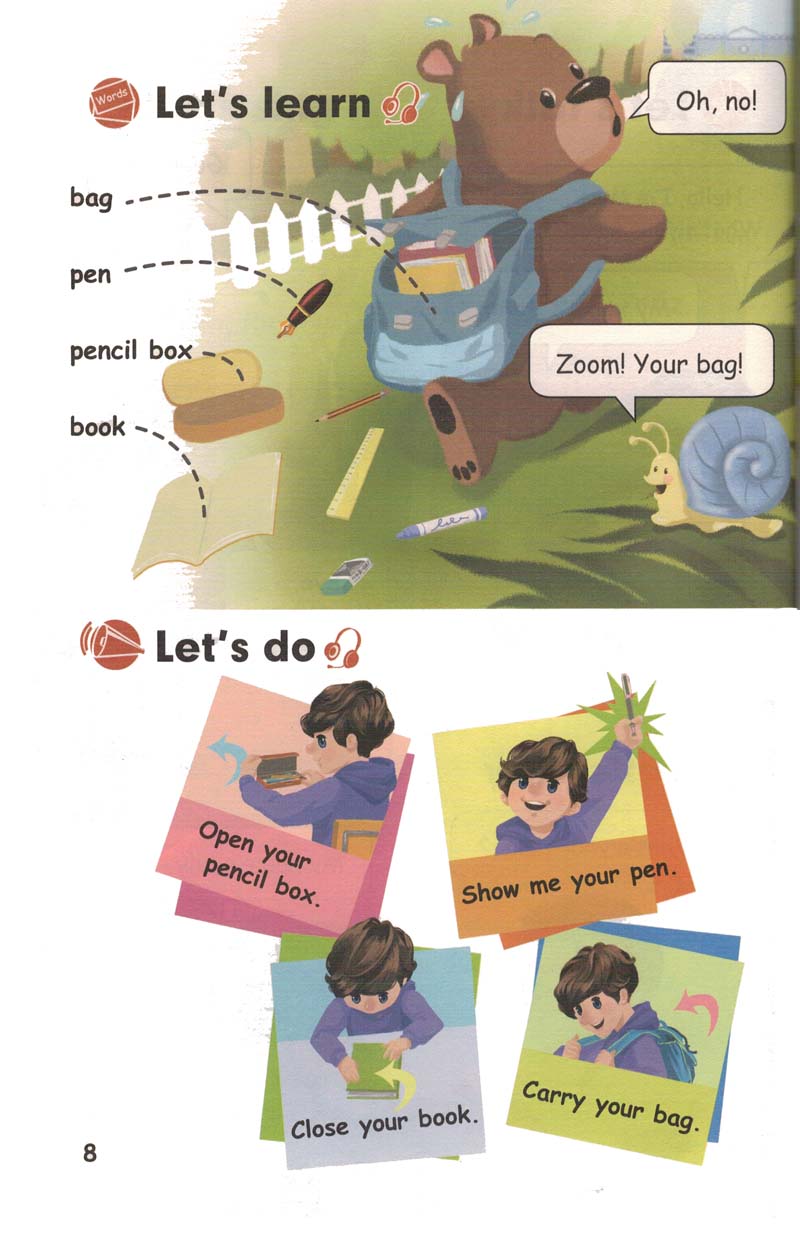 Words
Let's learn
Oh, no!
bag
pen
pencil box
book
Zoom! Your bag!
Let's do
Open your
pencil box.
Show me your pen.
Close your book.
Carry your bag.
8